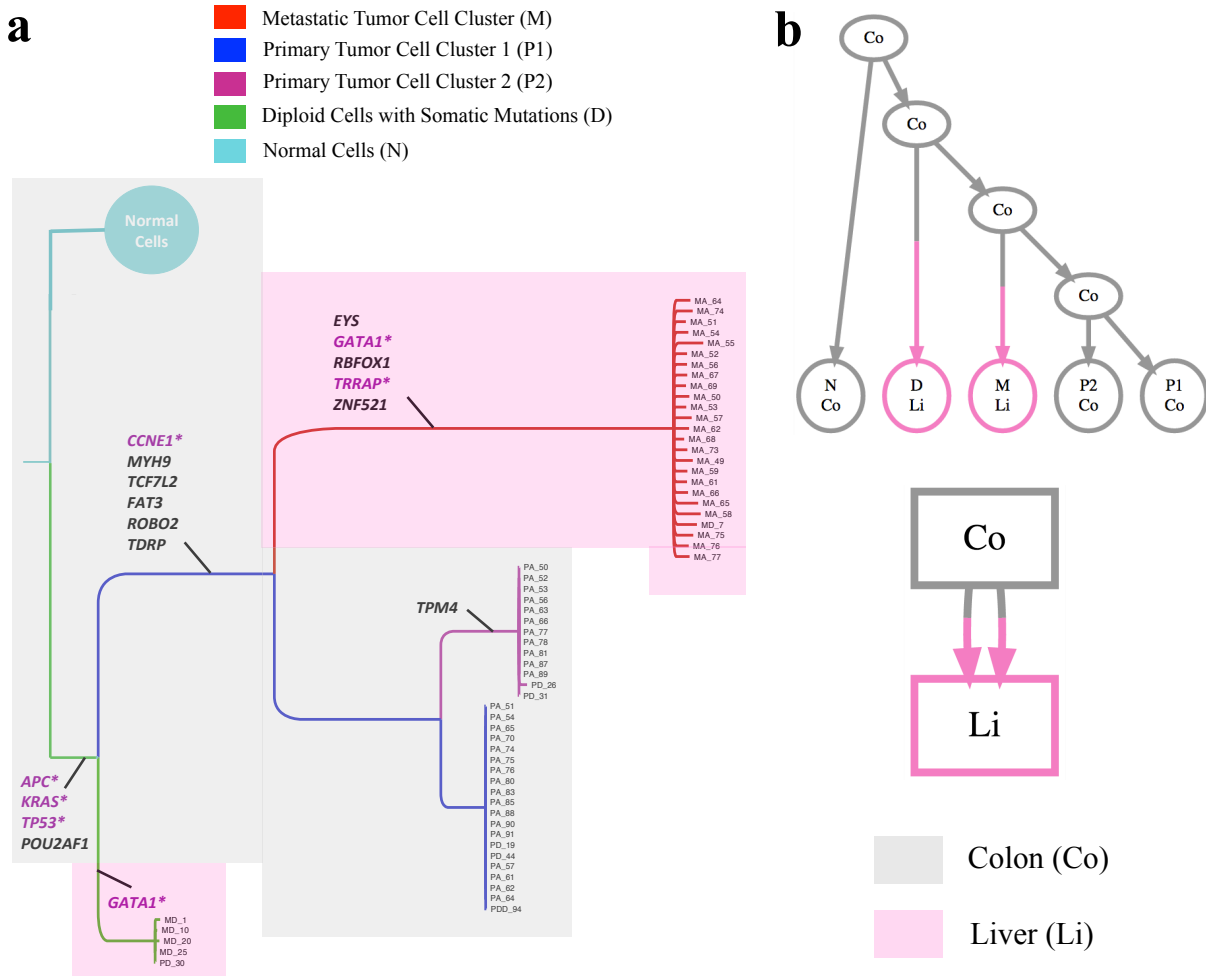 a
Metastatic Tumor Cell Cluster (M)
Primary Tumor Cell Cluster 1 (P1)
Primary Tumor Cell Cluster 2 (P2)
Diploid Cells with Somatic Mutations (D)
Normal Cells (N)
Normal
Cells
EYS
GATA1*
RBFOX1
TRRAP*
ZNF521
CCNE1*
MYH9
TCF7L2
FAT3
ROBO2
TDRP
MA_64
MA_74
MA_51
MA_54
MA_55
MA_52
MA_56
MA_67
MA_69
MA_50
MA_53
MA_57
MA_62
MA_68
MA_73
MA_49
MA_59
MA_61
MA_66
MA_65
MA_58
MD_7
MA_75
MA_76
MA_77
TPM4
PA_50
PA_52
PA_53
PA_56
PA_63
PA_66
PA_77
PA_78
PA_81
PA_87
PA_89
PD_26
PD_31
PA_51
PA_54
PA_65
PA_70
PA_74
PA_75
PA_76
PA_80
PA_83
PA_85
PA_88
PA_90
PA_91
PD_19
PD_44
PA_57
PA_61
PA_62
PA_64
PDD_94
APC*
KRAS*
TP53*
POU2AF1
GATA1*
MD_1
MD_10
MD_20
MD_25
PD_30
b
Co
Co
Co
Co
N
Co
D
Li
M
Li
P2
Co
P1
Co
Co
Li
Colon (Co)
Liver (Li)